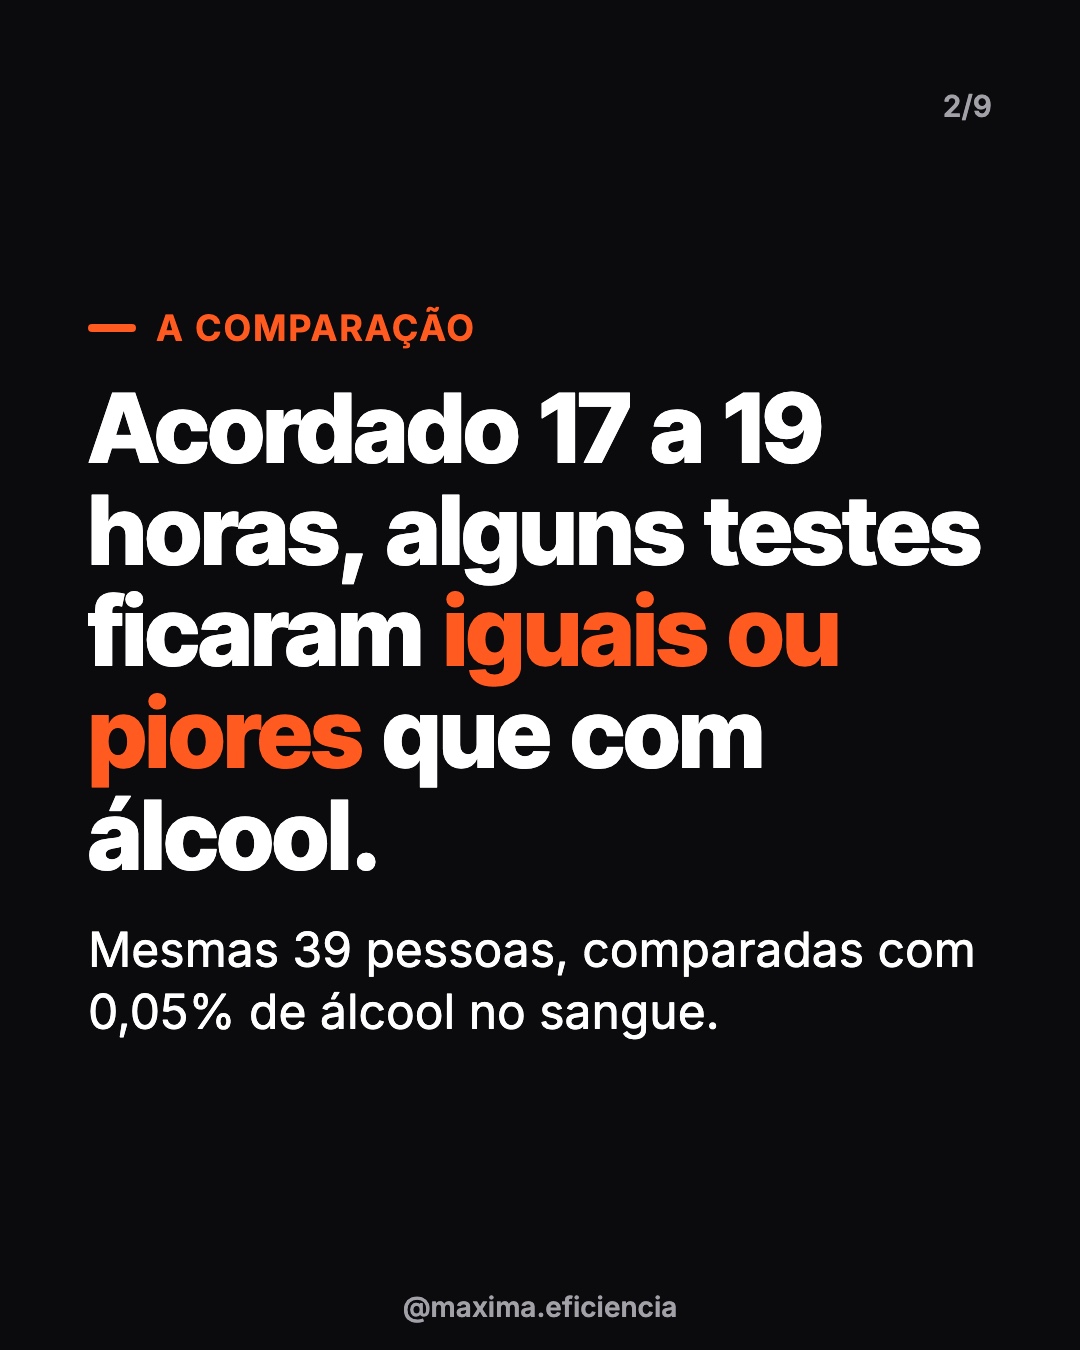 2/9
A COMPARAÇÃO
Acordado 17 a 19
horas, alguns testes
ficaram iguais ou
piores que com
álcool.
Mesmas 39 pessoas, comparadas com
0,05% de álcool no sangue.
@maxima.eficiencia